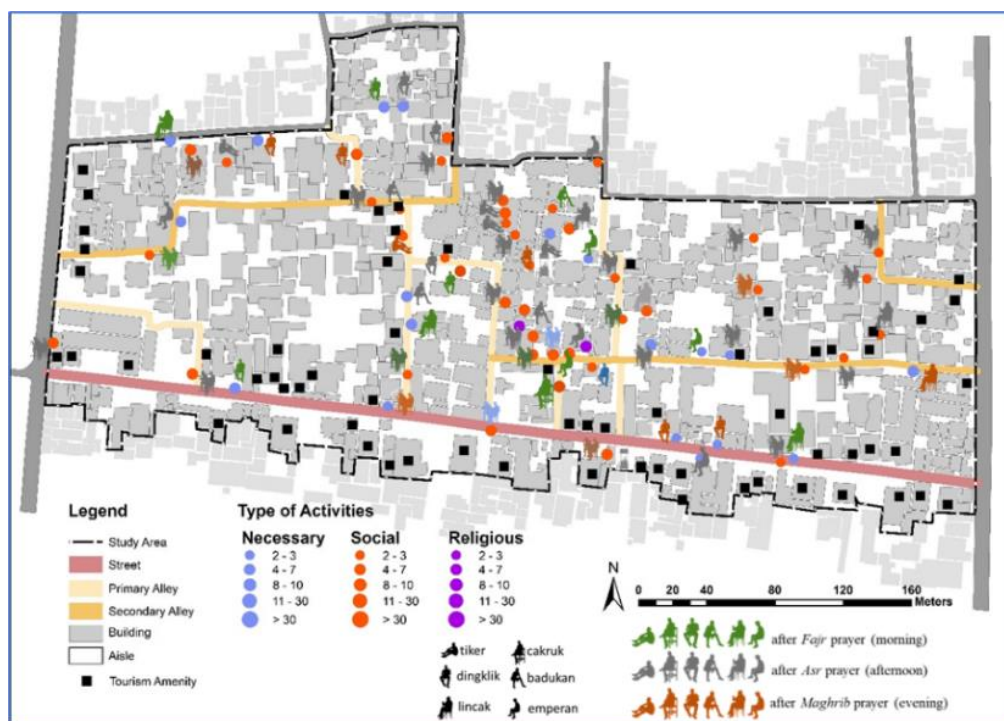 N
0 20 40 80 120 160
Meters
Legend
Study Area
Street
Primary Alley
Secondary Alley
Building
Aisle
Tourism Amenity
Type of Activities
Necessary
2 - 3
4 - 7
8 - 10
11 - 30
> 30
Social
2 - 3
4 - 7
8 - 10
11 - 30
> 30
Religious
2 - 3
4 - 7
8 - 10
11 - 30
> 30
tiker
cakruk
dingklik
badukan
lincak
emperan
after Fajr prayer (morning)
after Asr prayer (afternoon)
after Maghrib prayer (evening)